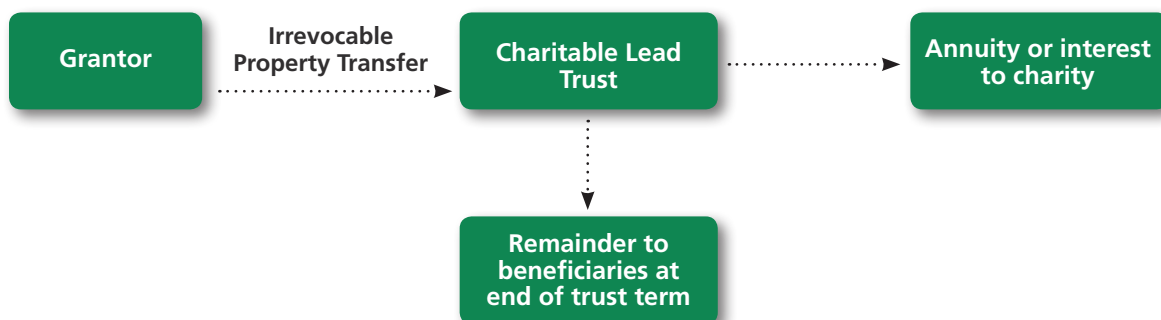 Grantor
Irrevocable
Property Transfer
Charitable Lead
Trust
Annuity or interest
to charity
Remainder to
beneficiaries at
end of trust term